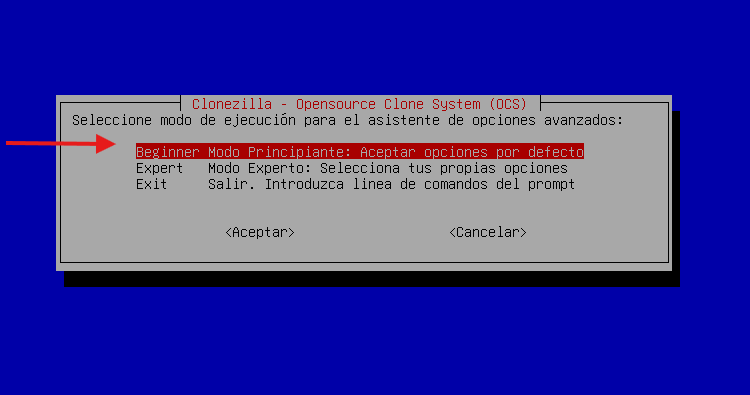 Clonezilla - Opensource Clone System (OCS)
Seleccione modo de ejecución para el asistente de opciones avanzados:
Beginner Modo Principiante: Aceptar opciones por defecto
Expert Modo Experto: Selecciona tus propias opciones
Exit Salir. Introduzca linea de comandos del prompt
<Aceptar> <Cancelar>